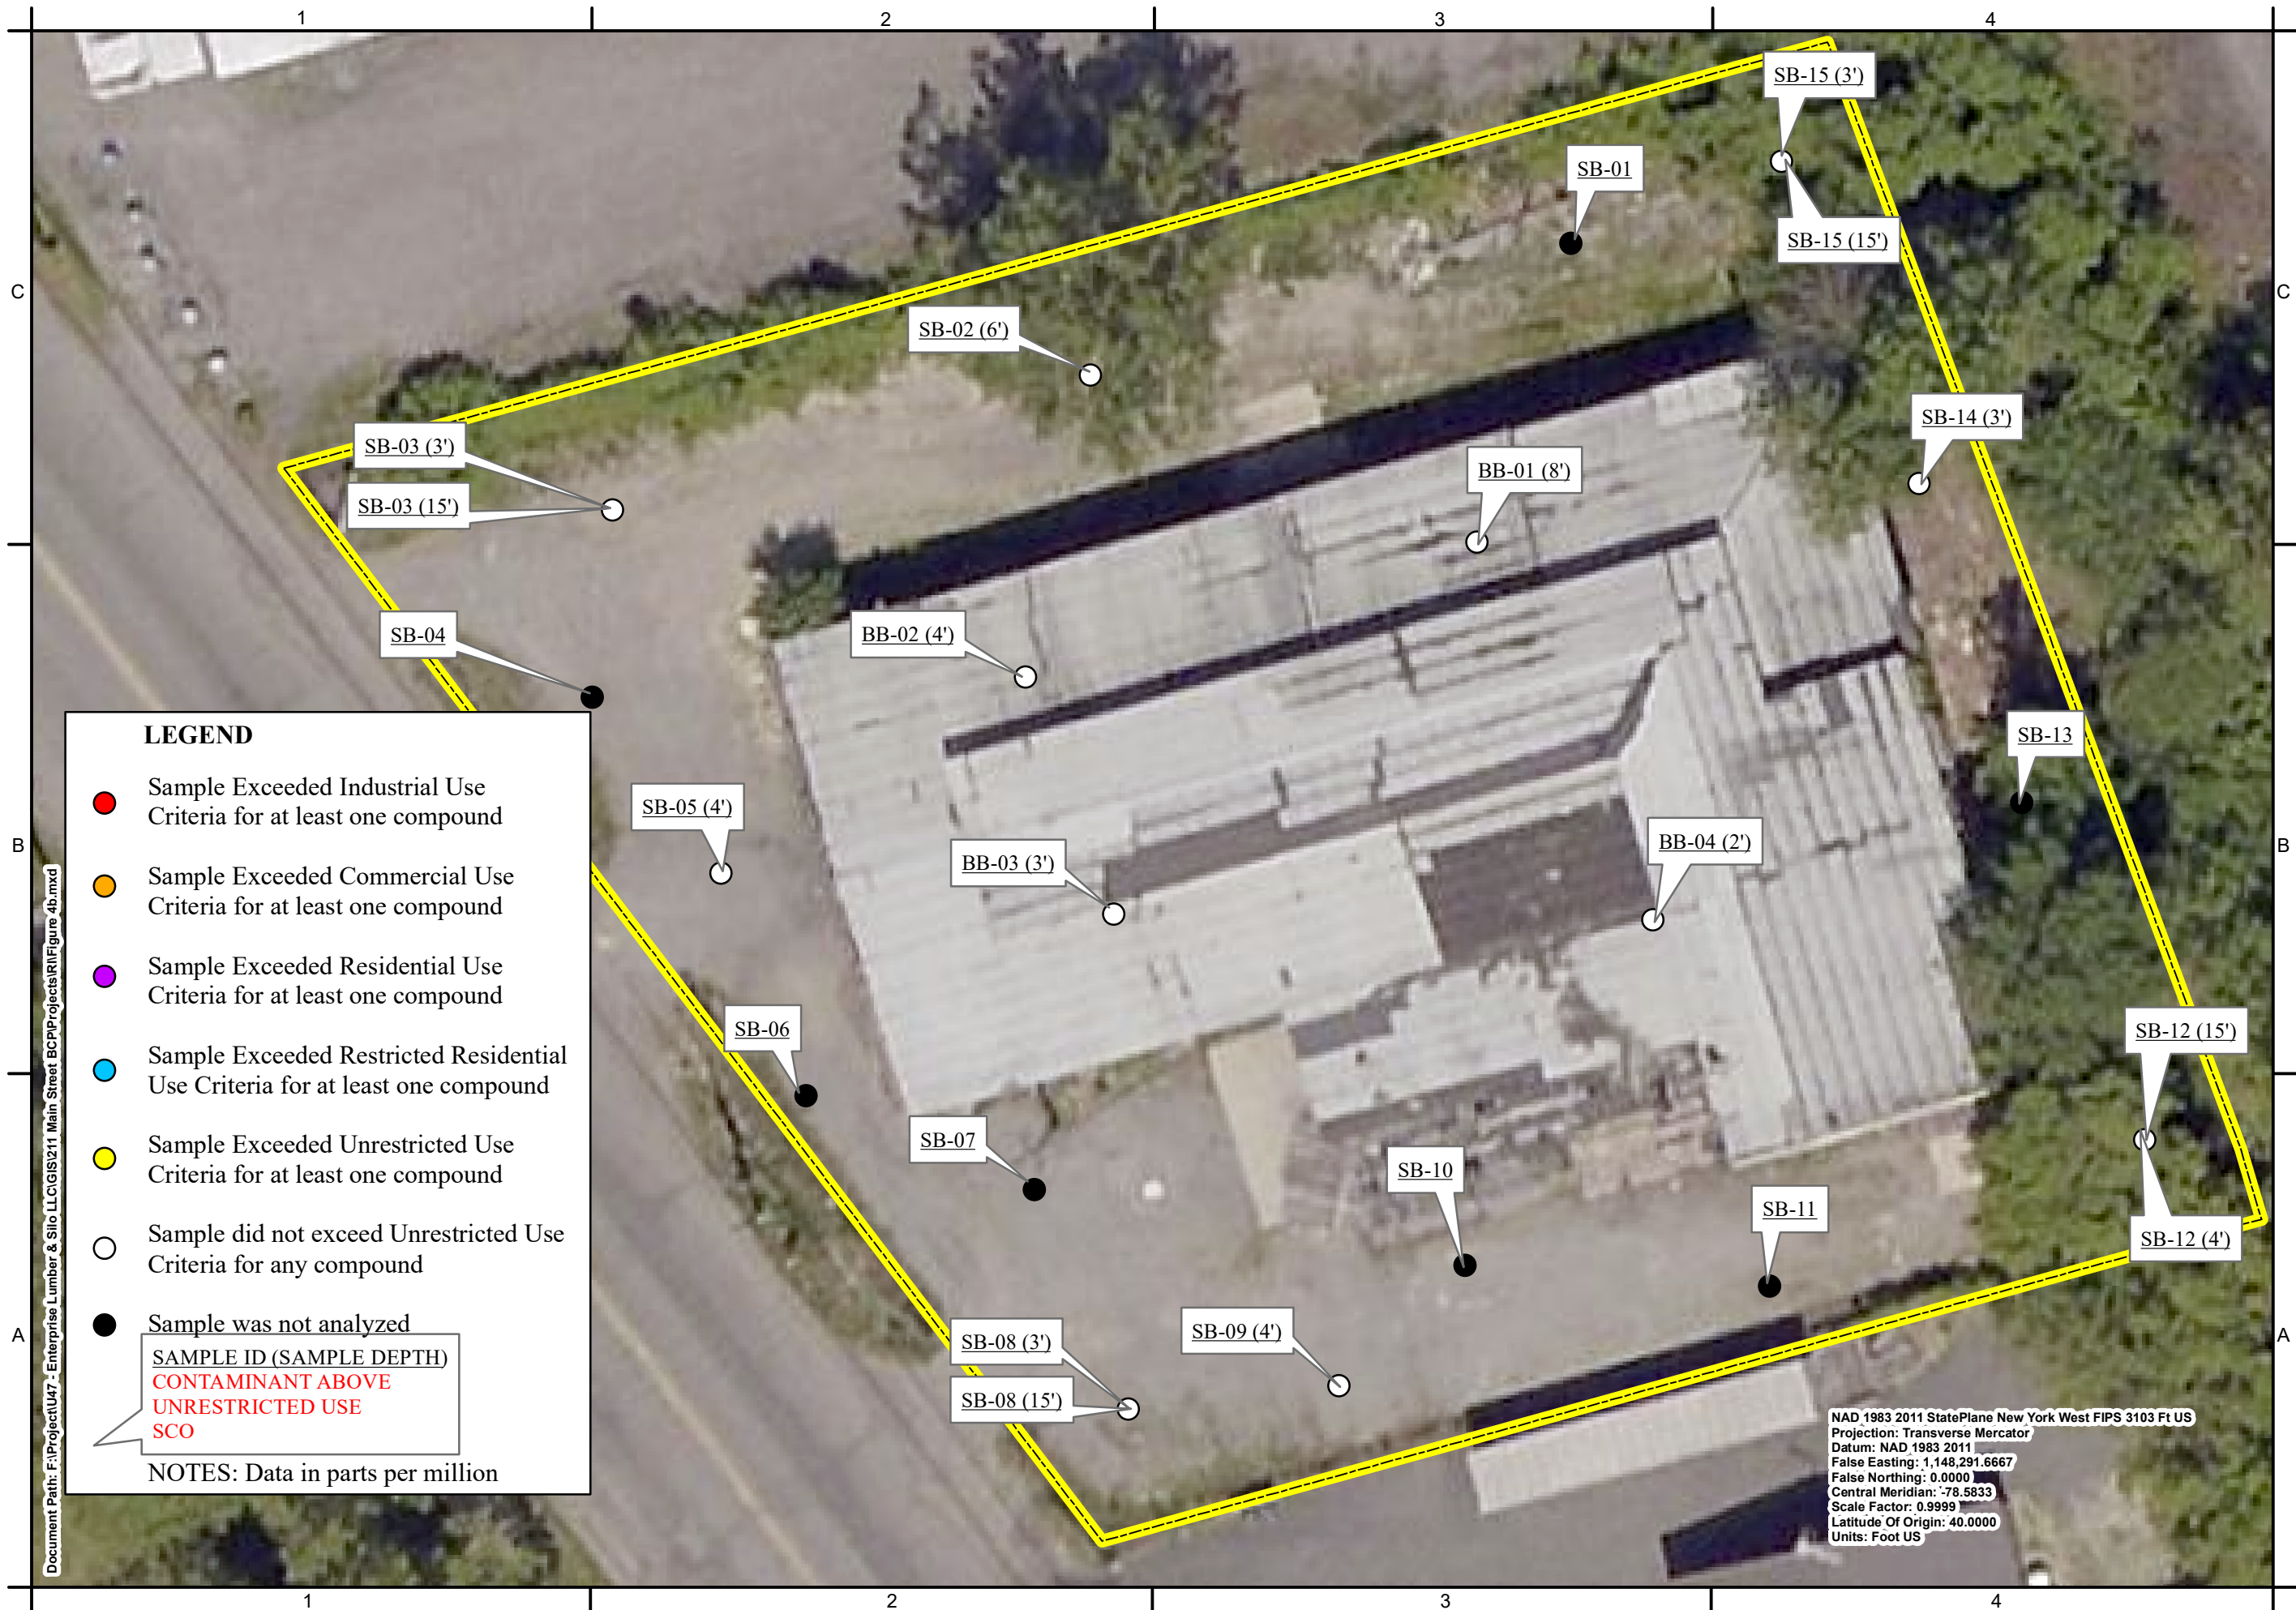 1 2 3 4
SB-15 (3')
SB-01
SB-15 (15')
C C
SB-02 (6')
SB-14 (3')
SB-03 (3')
BB-01 (8')
SB-03 (15')
SB-04
BB-02 (4')
SB-13
SB-05 (4')
BB-04 (2')
B B
BB-03 (3')
SB-06
SB-12 (15')
SB-07
SB-10
SB-11
SB-12 (4')
A A
SB-09 (4')
SB-08 (3')
SB-08 (15')
LEGEND
Sample Exceeded Industrial Use
Criteria for at least one compound
Sample Exceeded Commercial Use
Criteria for at least one compound
Sample Exceeded Residential Use
Criteria for at least one compound
Sample Exceeded Restricted Residential
Use Criteria for at least one compound
Sample Exceeded Unrestricted Use
Criteria for at least one compound
Sample did not exceed Unrestricted Use
Criteria for any compound
Sample was not analyzed
SAMPLE ID (SAMPLE DEPTH)
CONTAMINANT ABOVE
UNRESTRICTED USE
SCO
NOTES: Data in parts per million
Document Path: F:\Project\U47 - Enterprise Lumber & Silo LLC\GIS\211 Main Street BCP\Projects\RI\Figure 4b.mxd
NAD 1983 2011 StatePlane New York West FIPS 3103 Ft US
Projection: Transverse Mercator
Datum: NAD 1983 2011
False Easting: 1,148,291.6667
False Northing: 0.0000
Central Meridian: -78.5833
Scale Factor: 0.9999
Latitude Of Origin: 40.0000
Units: Foot US
1 2 3 4